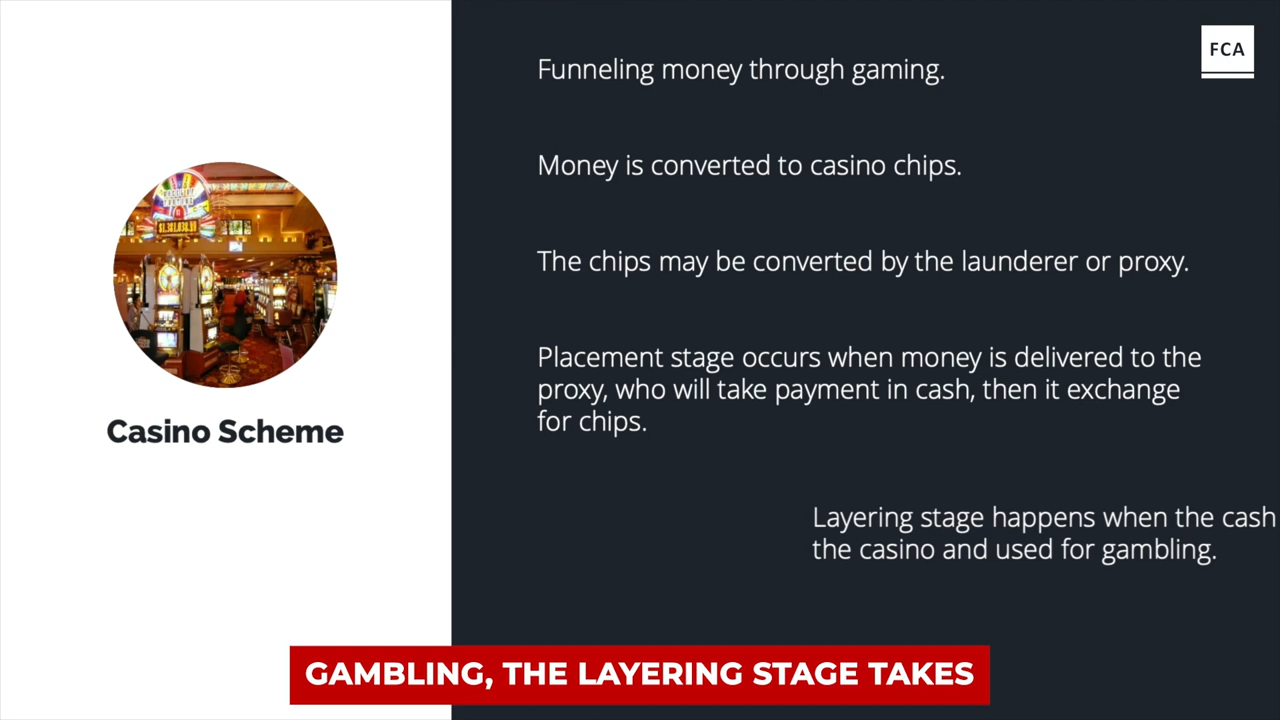 FCA
Funneling money through gaming.
Money is converted to casino chips.
The chips may be converted by the launderer or proxy.
Placement stage occurs when money is delivered to the
proxy, who will take payment in cash, then it exchange
for chips.
Casino Scheme
Layering stage happens when the cash
the casino and used for gambling.
GAMBLING, THE LAYERING STAGE TAKES